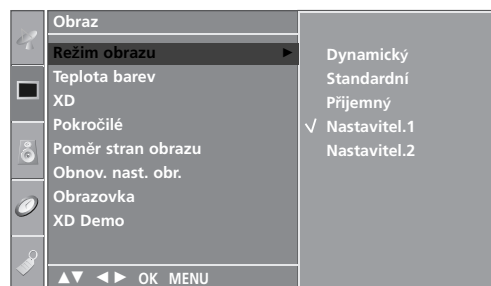 Obraz
Režim obrazu ►
Teplota barev
XD
Pokročilé
Poměr stran obrazu
Obnov. nast. obr.
Obrazovka
XD Demo
▲▼ ◄► OK MENU
Dynamický
Standardní
Přijemný
√ Nastavitel.1
Nastavitel.2